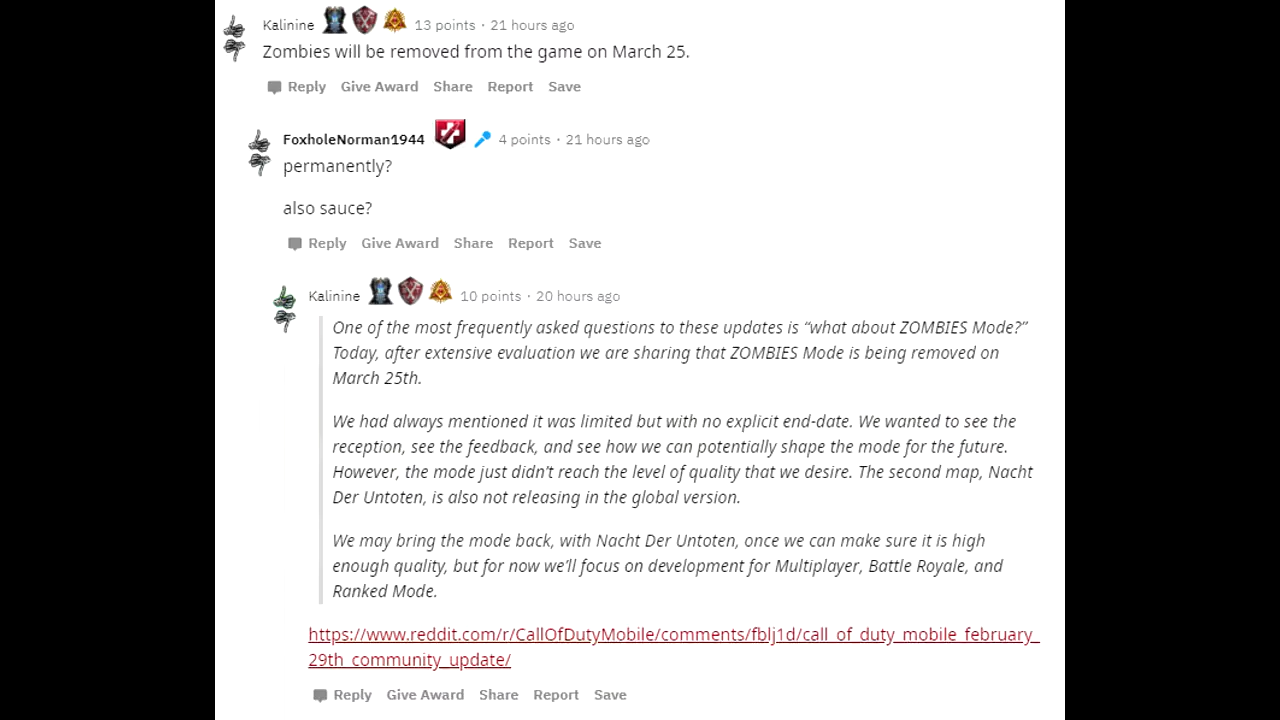 Kalinine 13 points · 21 hours ago
Zombies will be removed from the game on March 25.
Reply Give Award Share Report Save
FoxholeNorman1944 4 points · 21 hours ago
permanently?
also sauce?
Reply Give Award Share Report Save
Kalinine 10 points · 20 hours ago
One of the most frequently asked questions to these updates is “what about ZOMBIES Mode?”
Today, after extensive evaluation we are sharing that ZOMBIES Mode is being removed on
March 25th.
We had always mentioned it was limited but with no explicit end-date. We wanted to see the
reception, see the feedback, and see how we can potentially shape the mode for the future.
However, the mode just didn’t reach the level of quality that we desire. The second map, Nacht
Der Untoten, is also not releasing in the global version.
We may bring the mode back, with Nacht Der Untoten, once we can make sure it is high
enough quality, but for now we’ll focus on development for Multiplayer, Battle Royale, and
Ranked Mode.
https://www.reddit.com/r/CallOfDutyMobile/comments/fblj1d/call_of_duty_mobile_february_
29th_community_update/
Reply Give Award Share Report Save